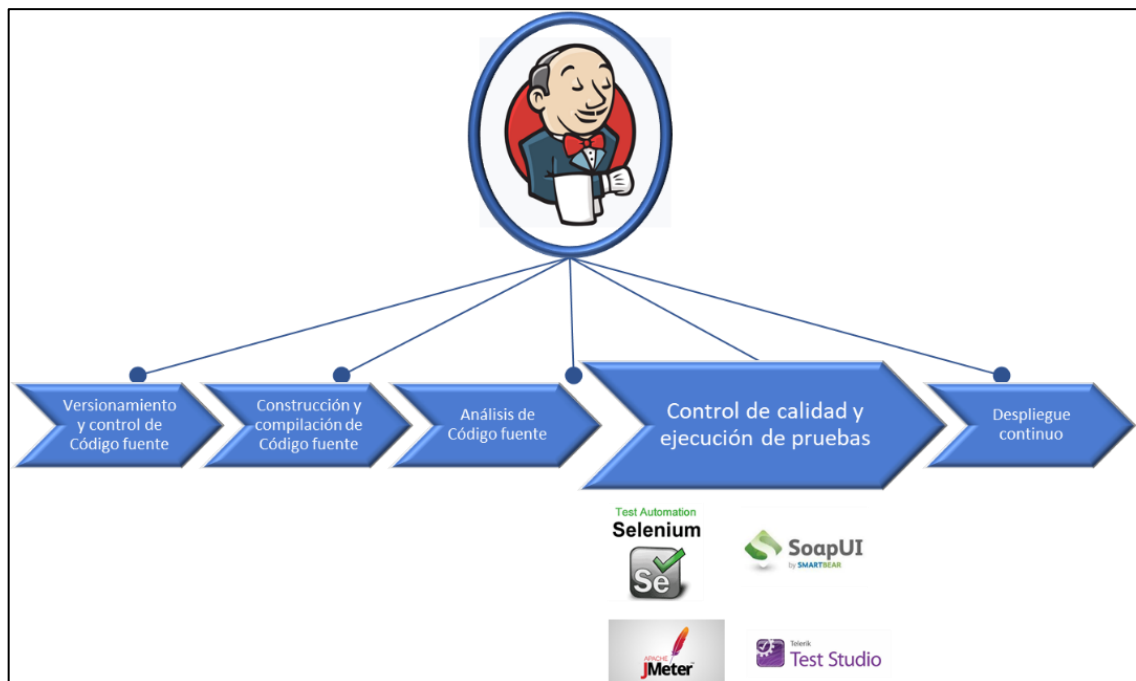 Versionamiento
y control de
Código fuente
Construcción y
compilación de
Código fuente
Análisis de
Código fuente
Control de calidad y
ejecución de pruebas
Despliegue
continuo
Test Automation
Selenium
Se
SoapUI
by SMARTBEAR
APACHE
JMeter™
Telerik
Test Studio